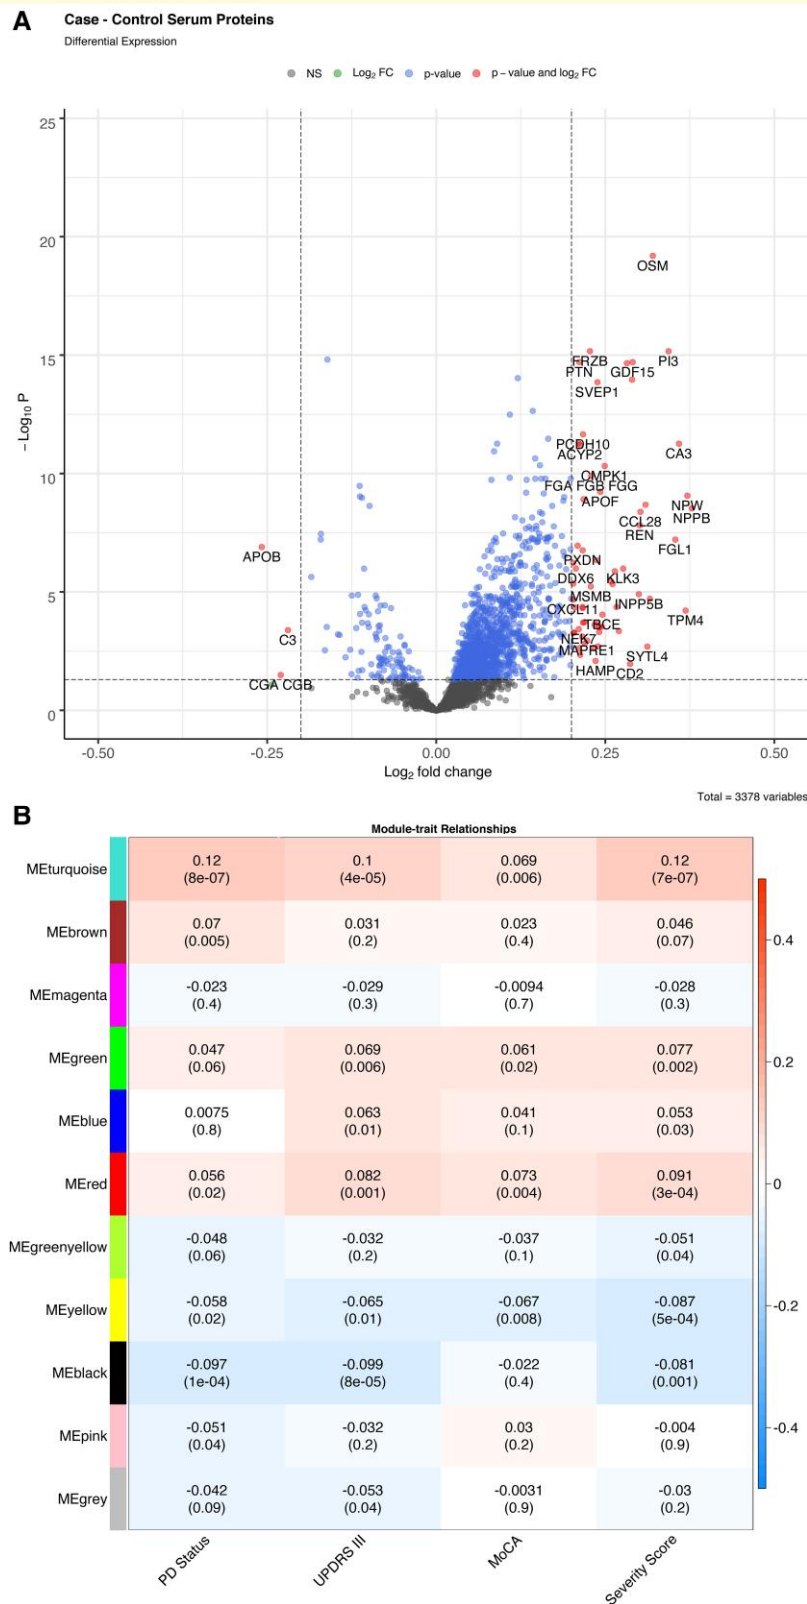 A
Case - Control Serum Proteins
Differential Expression
NS Log2 FC p-value p – value and log2 FC
25
20
15
10
5
0
– Log10 P
OSM
FRZB
PI3
PTN
GDF15
SVEP1
PCDH10
ACYP2
CA3
CMPK1
FGA FGB FGG
APOF
NPW
NPPB
CCL28
REN
FGL1
PXDN
DDX6
KLK3
MSMB
CXCL11
INPP5B
TBCE
TPM4
NEK7
MAPRE1
SYTL4
HAMP
CD2
APOB
C3
CGA CGB
-0.50 -0.25 0.00 0.25 0.50
Log2 fold change
Total = 3378 variables
B
Module-trait Relationships
MEturquoise 0.12 0.1 0.069 0.12
(8e-07) (4e-05) (0.006) (7e-07)
MEbrown 0.07 0.031 0.023 0.046
(0.005) (0.2) (0.4) (0.07)
MEmagenta -0.023 -0.029 -0.0094 -0.028
(0.4) (0.3) (0.7) (0.3)
MEgreen 0.047 0.069 0.061 0.077
(0.06) (0.006) (0.02) (0.002)
MEblue 0.0075 0.063 0.041 0.053
(0.8) (0.01) (0.1) (0.03)
MEred 0.056 0.082 0.073 0.091
(0.02) (0.001) (0.004) (3e-04)
MEgreenyellow -0.048 -0.032 -0.037 -0.051
(0.06) (0.2) (0.1) (0.04)
MEyellow -0.058 -0.065 -0.067 -0.087
(0.02) (0.01) (0.008) (5e-04)
MEblack -0.097 -0.099 -0.022 -0.081
(1e-04) (8e-05) (0.4) (0.001)
MEpink -0.051 -0.032 0.03 -0.004
(0.04) (0.2) (0.2) (0.9)
MEgrey -0.042 -0.053 -0.0031 -0.03
(0.09) (0.04) (0.9) (0.2)
PD Status UPDRS III MoCA Severity Score
0.4
0.2
0
-0.2
-0.4